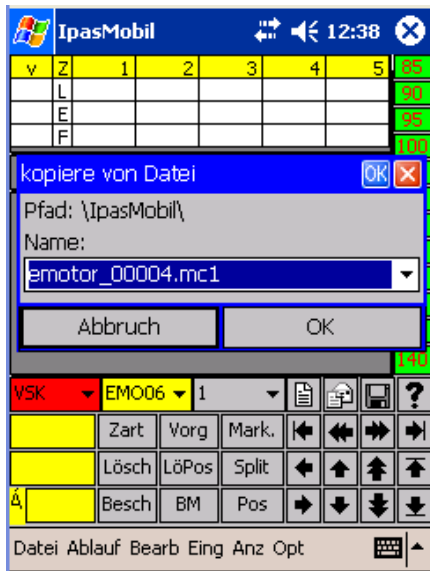 IpasMobil 12:38
v Z 1 2 3 4 5 85
L 90
E 95
F 100
kopiere von Datei OK
Pfad: \IpasMobil\
Name:
emotor_00004.mc1
Abbruch OK
140
VSK EMO06 1 ?
Zart Vorg Mark.
Lösch LöPos Split
Á Besch BM Pos
Datei Ablauf Bearb Eing Anz Opt